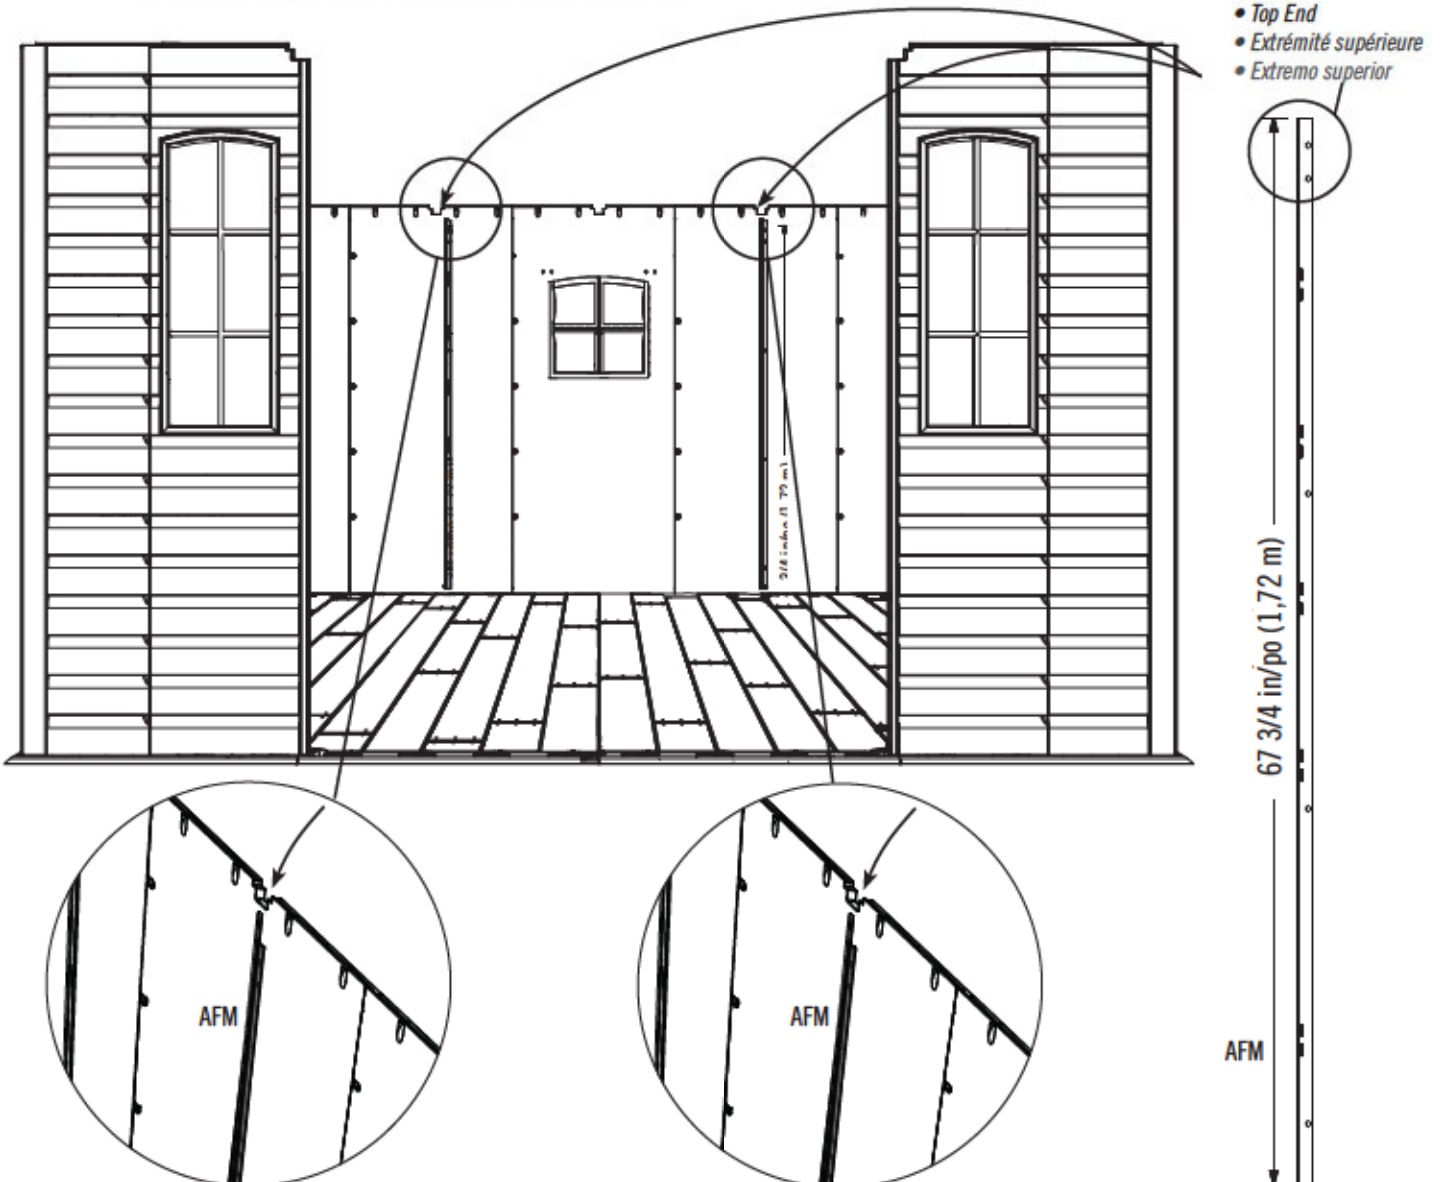 • Top End
• Extrémité supérieure
• Extremo superior
67 3/4 in/po (1,72 m)
AFM
AFM
AFM